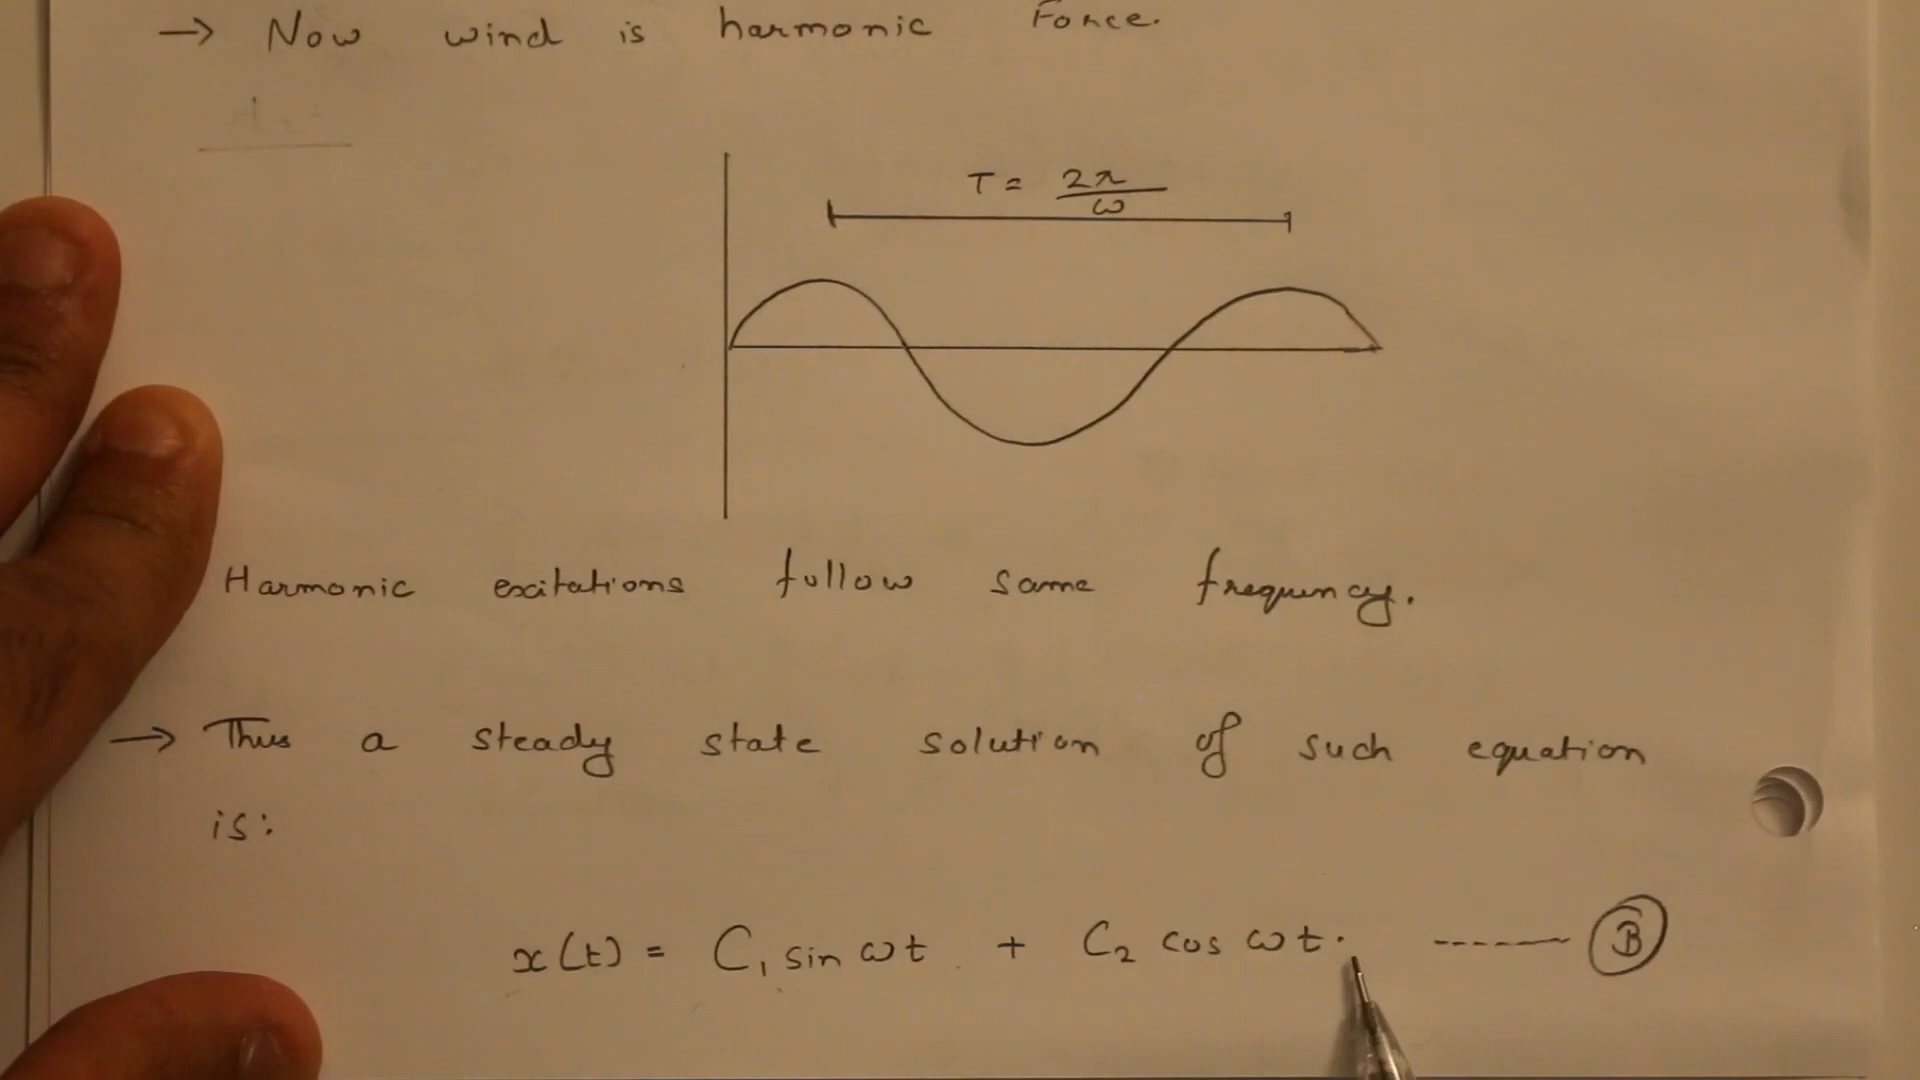 → Now wind is harmonic Force.
T = 2π/ω
Harmonic excitations follow same frequency.
→ Thus a steady state solution of such equation
is:
x(t) = C₁ sin ωt + C₂ cos ωt. ------ Ⓑ